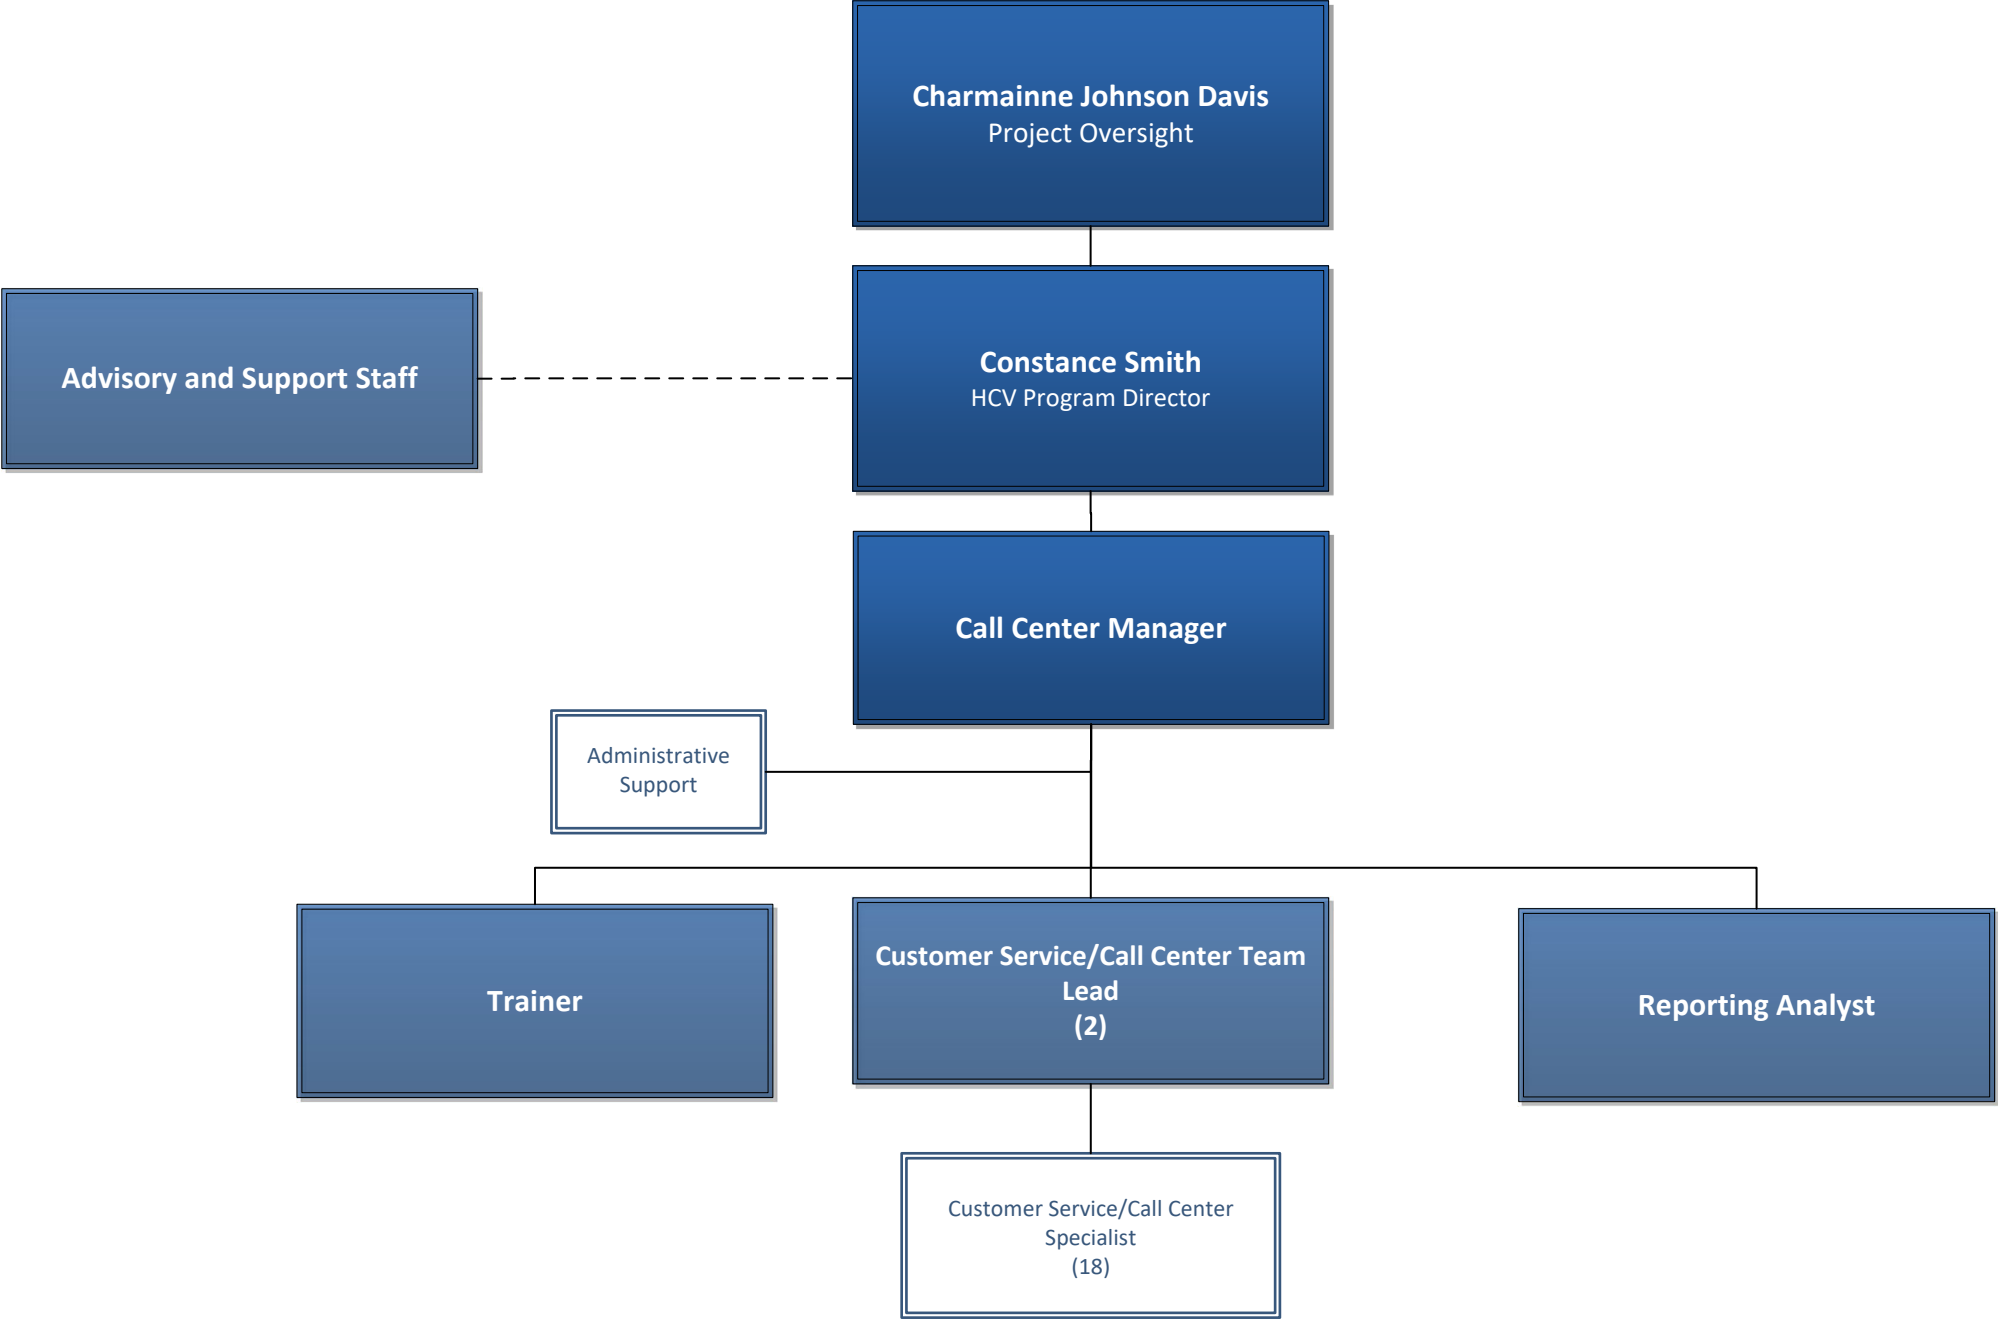 Charmainne Johnson Davis
Project Oversight
Advisory and Support Staff
Constance Smith
HCV Program Director
Call Center Manager
Administrative
Support
Trainer
Customer Service/Call Center Team
Lead
(2)
Reporting Analyst
Customer Service/Call Center
Specialist
(18)